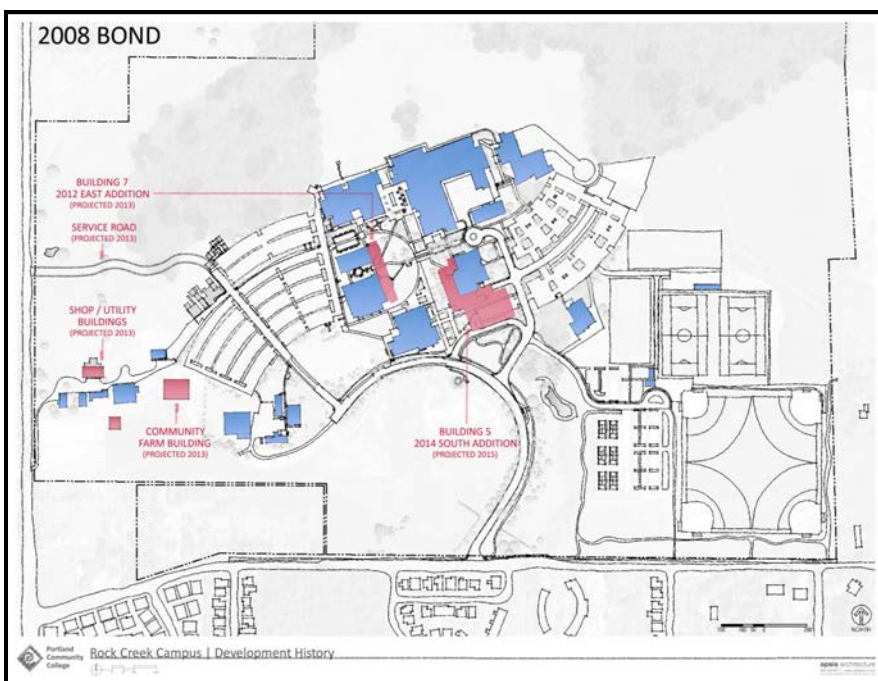 2008 BOND
BUILDING 7
2012 EAST ADDITION
(PROJECTED 2013)
SERVICE ROAD
(PROJECTED 2013)
SHOP / UTILITY
BUILDINGS
(PROJECTED 2013)
COMMUNITY
FARM BUILDING
(PROJECTED 2013)
BUILDING 5
2014 SOUTH ADDITION
(PROJECTED 2015)
NORTH
Portland
Community
College
Rock Creek Campus | Development History
opsis architecture